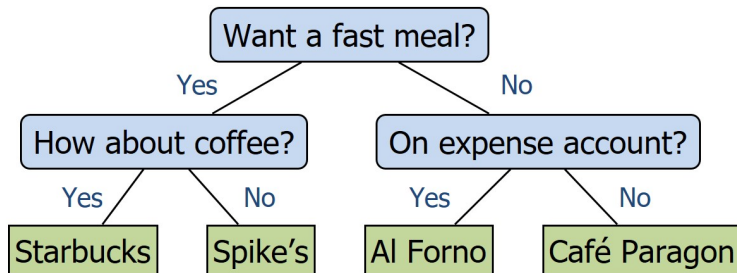 Want a fast meal?
Yes
No
How about coffee?
On expense account?
Yes
No
Yes
No
Starbucks
Spike's
Al Forno
Café Paragon